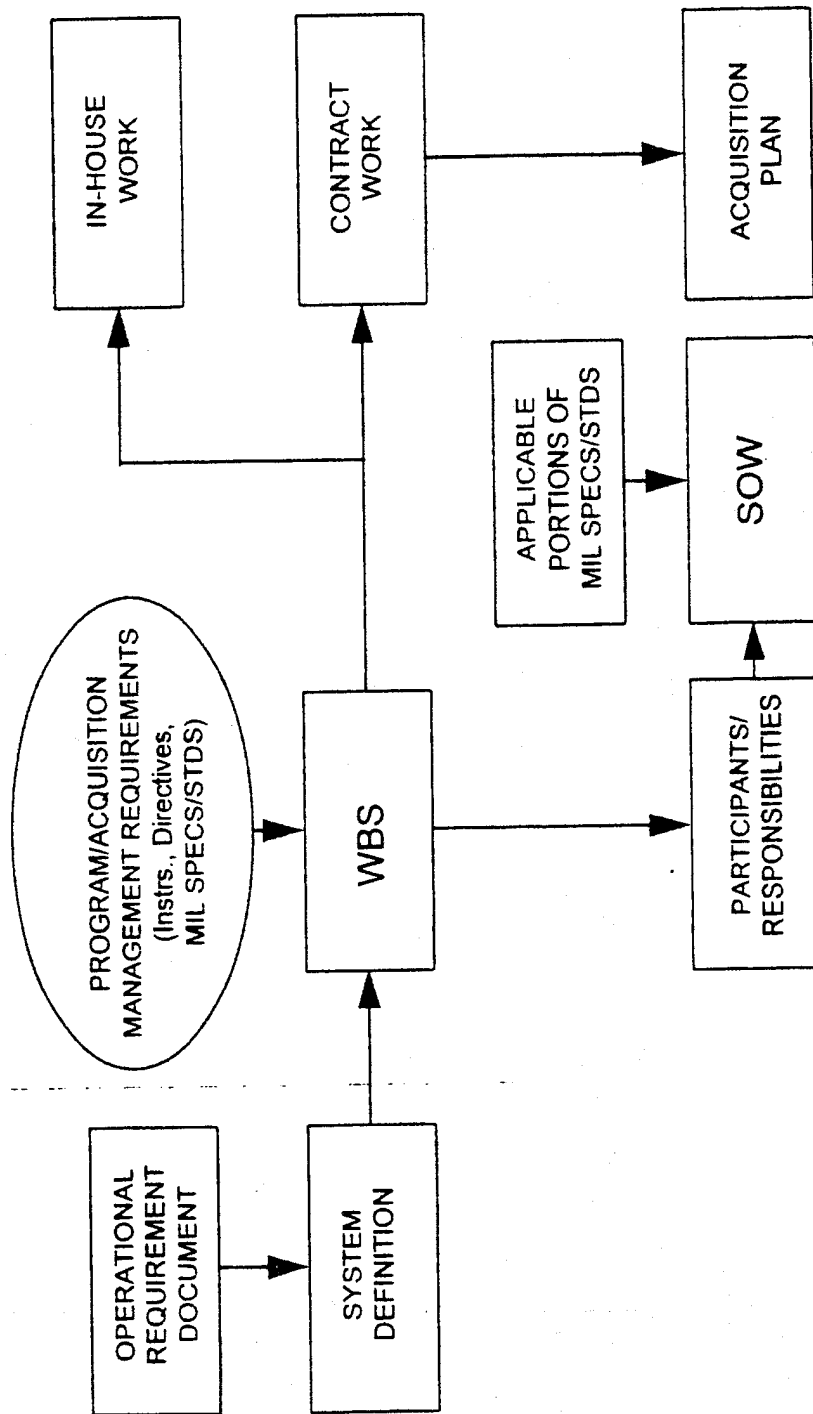 OPERATIONAL
REQUIREMENT
DOCUMENT
SYSTEM
DEFINITION
PROGRAM/ACQUISITION
MANAGEMENT REQUIREMENTS
(Instrs., Directives,
MIL SPECS/STDS)
WBS
PARTICIPANTS/
RESPONSIBILITIES
APPLICABLE
PORTIONS OF
MIL SPECS/STDS
SOW
IN-HOUSE
WORK
CONTRACT
WORK
ACQUISITION
PLAN